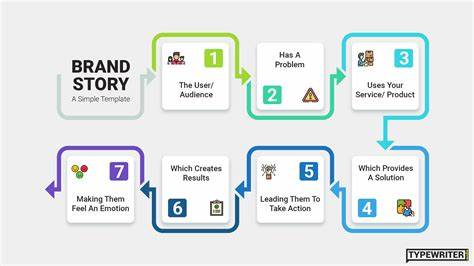 BRAND
STORY
A Simple Template
1
The User/
Audience
Has A
Problem
2
3
Uses Your
Service/ Product
Which Provides
A Solution
4
5
Leading Them To
Take Action
Which Creates
Results
6
7
Making Them
Feel An Emotion
TYPEWRITER